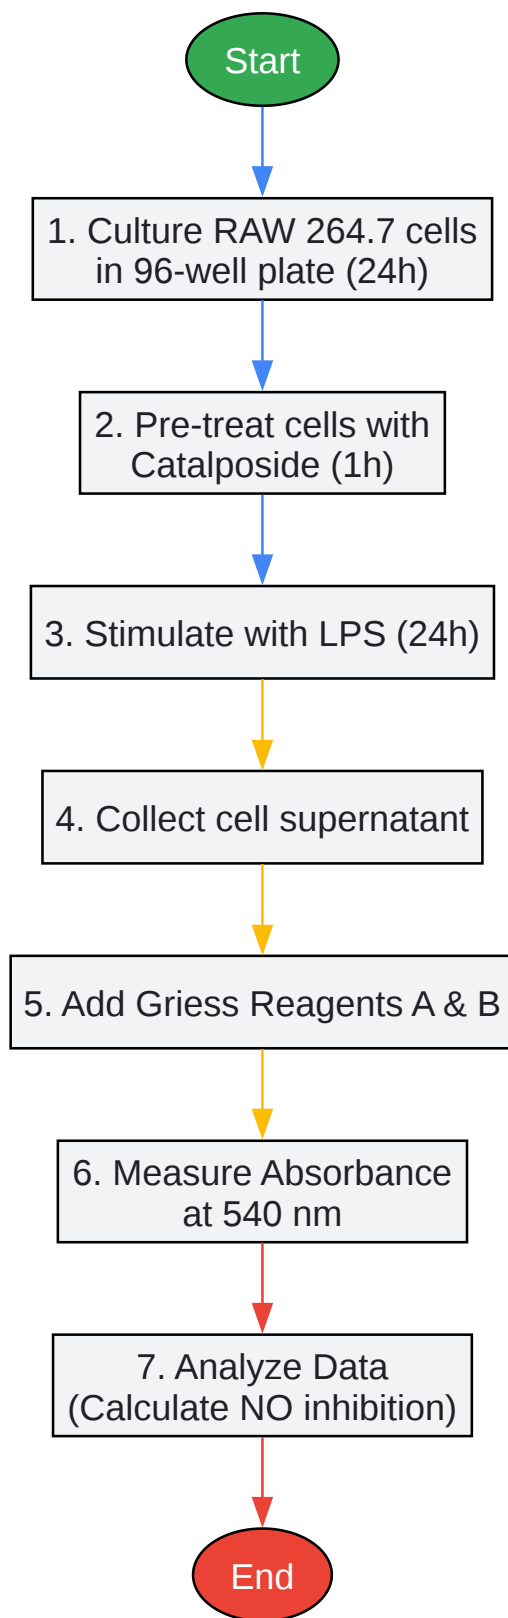 Start
1. Culture RAW 264.7 cells
in 96-well plate (24h)
2. Pre-treat cells with
Catalposide (1h)
3. Stimulate with LPS (24h)
4. Collect cell supernatant
5. Add Griess Reagents A & B
6. Measure Absorbance
at 540 nm
7. Analyze Data
(Calculate NO inhibition)
End